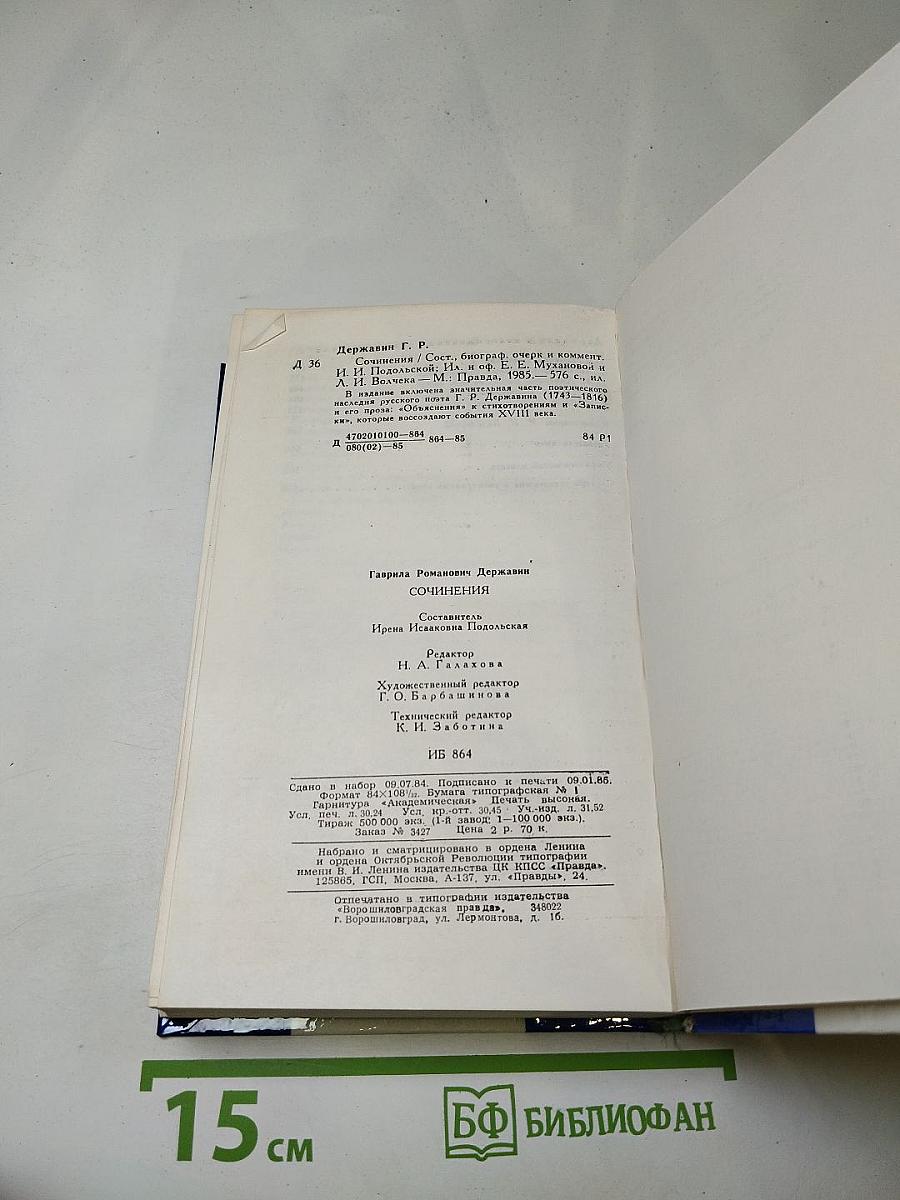 Державин Г. Р.
Д 36 Сочинения / Сост., биограф. очерк и коммент.
И. И. Подольской; Ил. и оф. Е. Е. Мухановой и
Л. И. Волчека — М.: Правда, 1985. — 576 с., ил.
В издание включена значительная часть поэтического
наследия русского поэта Г. Р. Державина (1743—1816)
и его проза: «Объяснения» к стихотворениям и «Запис-
ки», которые воссоздают события XVIII века.
Д 4702010100—864 / 080(02)—85 864—85 84 Р1
Гаврила Романович Державин
СОЧИНЕНИЯ
Составитель
Ирена Исааковна Подольская
Редактор
Н. А. Галахова
Художественный редактор
Г. О. Барбашинова
Технический редактор
К. И. Заботина
ИБ 864
Сдано в набор 09.07.84. Подписано к печати 09.01.85.
Формат 84×108¹/₃₂. Бумага типографская № 1
Гарнитура «Академическая» Печать высокая.
Усл. печ. л. 30,24 Усл. кр.-отт. 30,45 Уч.-изд. л. 31,52
Тираж 500 000 экз. (1-й завод: 1—100 000 экз.).
Заказ № 3427 Цена 2 р. 70 к.
Набрано и сматрицировано в ордена Ленина
и ордена Октябрьской Революции типографии
имени В. И. Ленина издательства ЦК КПСС «Правда».
125865, ГСП, Москва, А-137, ул. «Правды», 24.
Отпечатано в типографии издательства
«Ворошиловградская правда», 348022
г. Ворошиловград, ул. Лермонтова, д. 1б.
15 см
БФ БИБЛИОФАН